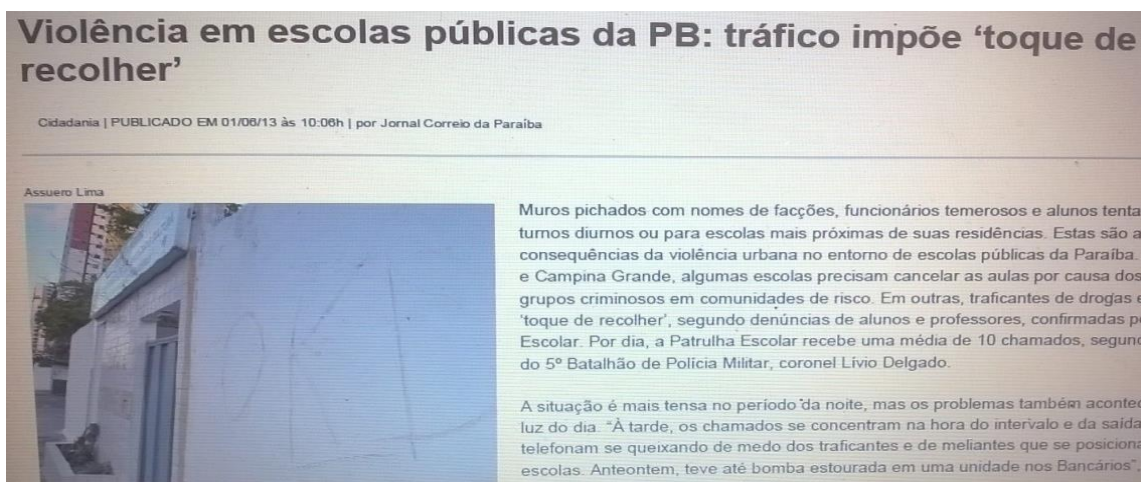 Violência em escolas públicas da PB: tráfico impõe ‘toque de
recolher’
Cidadania | PUBLICADO EM 01/06/13 às 10:06h | por Jornal Correio da Paraíba
Assuero Lima
Muros pichados com nomes de facções, funcionários temerosos e alunos tenta
turnos diurnos ou para escolas mais próximas de suas residências. Estas são a
consequências da violência urbana no entorno de escolas públicas da Paraíba.
e Campina Grande, algumas escolas precisam cancelar as aulas por causa dos
grupos criminosos em comunidades de risco. Em outras, traficantes de drogas e
‘toque de recolher’, segundo denúncias de alunos e professores, confirmadas p
Escolar. Por dia, a Patrulha Escolar recebe uma média de 10 chamados, segund
do 5º Batalhão de Polícia Militar, coronel Lívio Delgado.
A situação é mais tensa no período da noite, mas os problemas também acontec
luz do dia. “À tarde, os chamados se concentram na hora do intervalo e da saída
telefonam se queixando de medo dos traficantes e de meliantes que se posiciona
escolas. Anteontem, teve até bomba estourada em uma unidade nos Bancários”,
OKD